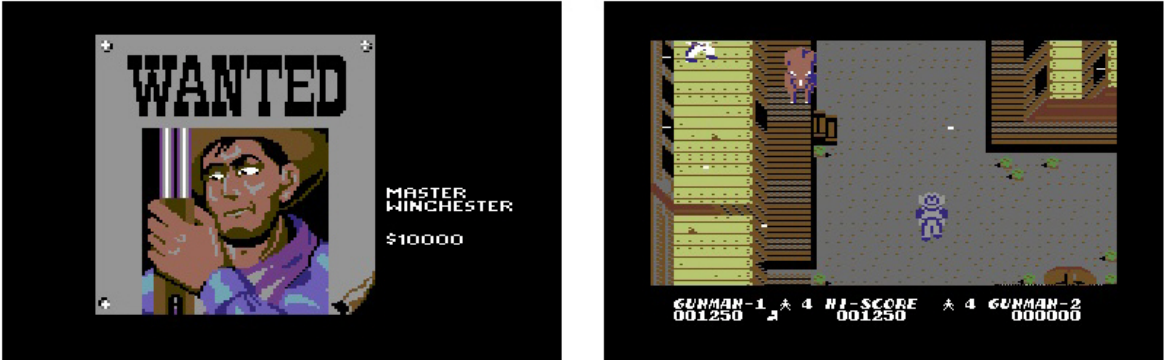 WANTED
MASTER
WINCHESTER
$10000
GUNMAN-1 4 HI-SCORE 4 GUNMAN-2
001250 001250 000000